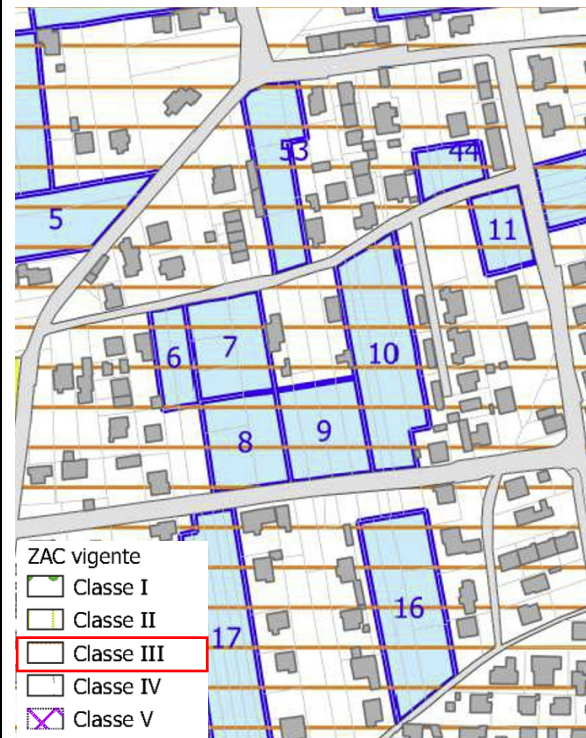 53
44
5
11
7
6
10
9
8
16
17
ZAC vigente
Classe I
Classe II
Classe III
Classe IV
Classe V